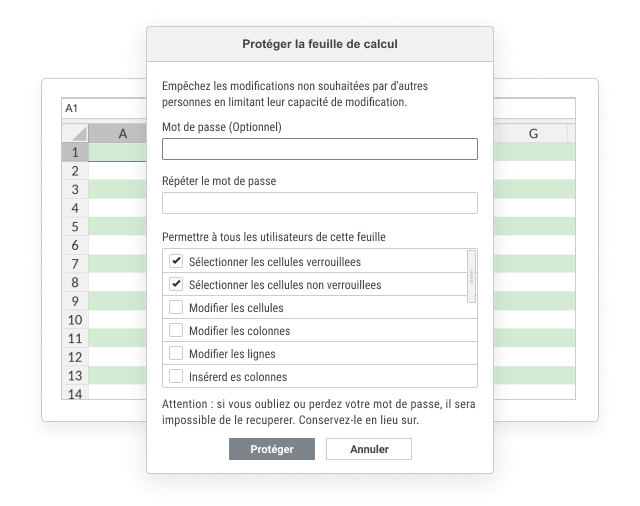 Protéger la feuille de calcul
Empêchez les modifications non souhaitées par d'autres
personnes en limitant leur capacité de modification.
Mot de passe (Optionnel)
Répéter le mot de passe
Permettre à tous les utilisateurs de cette feuille
Sélectionner les cellules verrouillees
Sélectionner les cellules non verrouillees
Modifier les cellules
Modifier les colonnes
Modifier les lignes
Insérerd es colonnes
Attention : si vous oubliez ou perdez votre mot de passe, il sera
impossible de le recuperer. Conservez-le en lieu sur.
Protéger Annuler
A1
A G
1
2
3
4
5
6
7
8
9
10
11
12
13
14